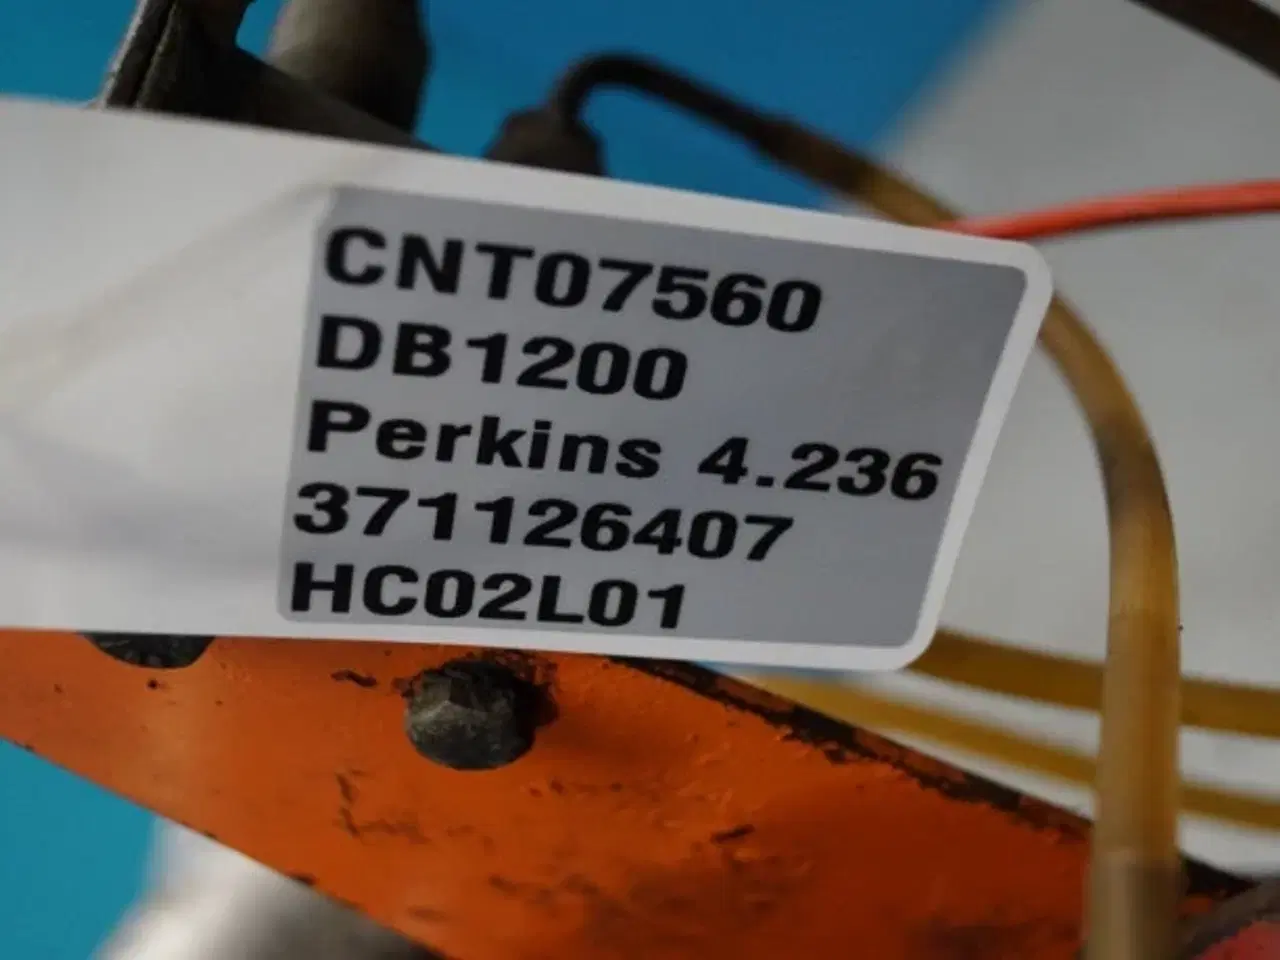 CNT07560
DB1200
Perkins 4.236
371126407
HC02L01